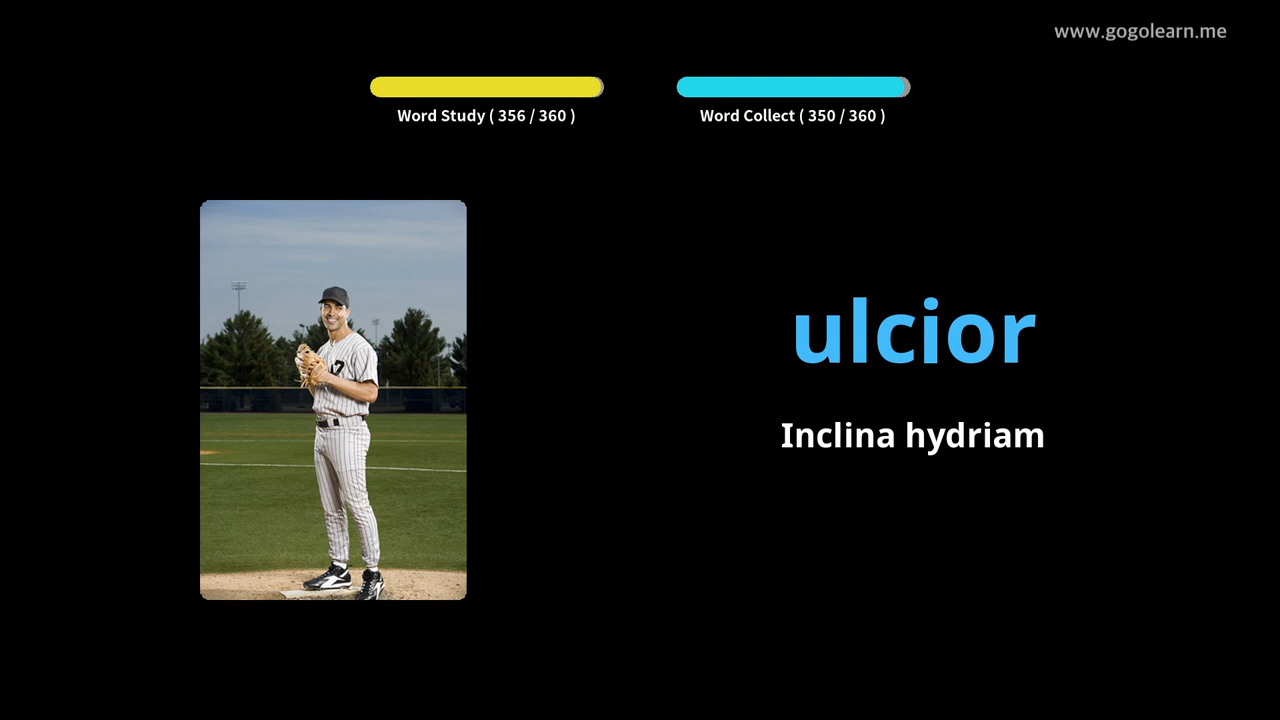 www.gogolearn.me
Word Study ( 356 / 360 )
Word Collect ( 350 / 360 )
ulcior
Inclina hydriam